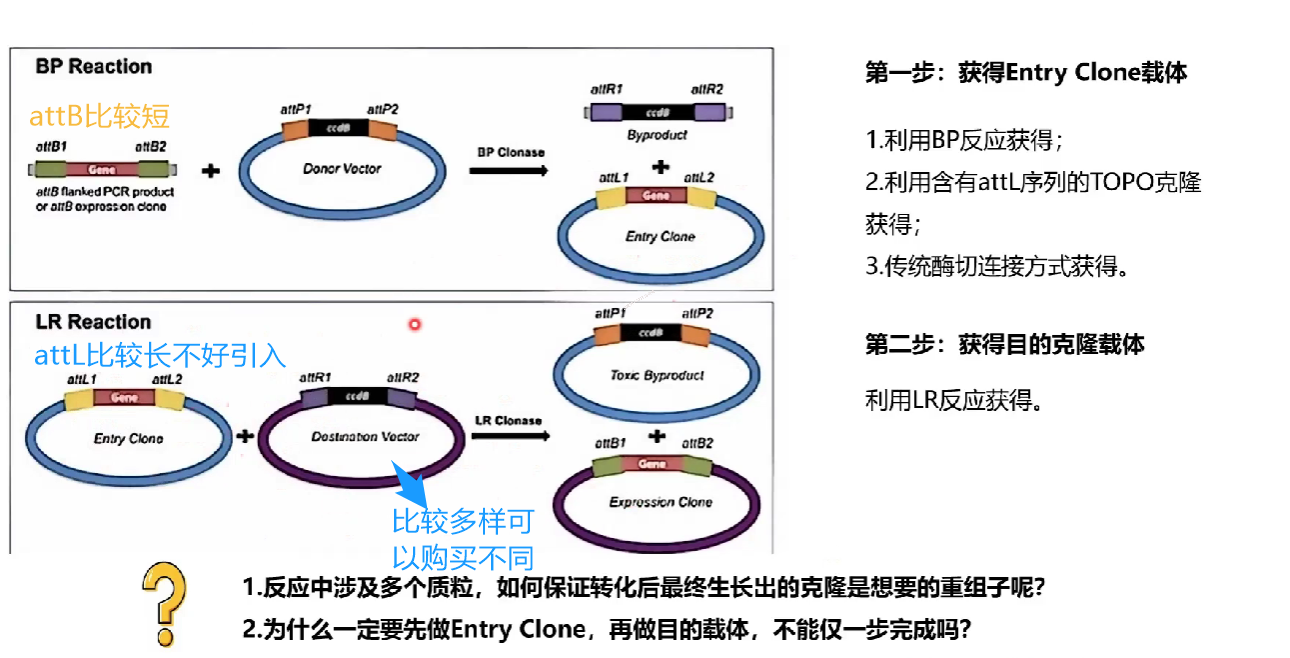 BP Reaction
attB比较短
attB1
attB2
Gene
attB flanked PCR product
or attB expression clone
+
attP1
attP2
ccdB
Donor Vector
BP Clonase
attR1
attR2
ccdB
Byproduct
+
attL1
attL2
Gene
Entry Clone
LR Reaction
attL比较长不好引入
attL1
attL2
Gene
Entry Clone
+
attR1
attR2
ccdB
Destination Vector
LR Clonase
attP1
attP2
ccdB
Toxic Byproduct
+
attB1
attB2
Gene
Expression Clone
比较多样可
以购买不同
第一步：获得Entry Clone载体
1.利用BP反应获得；
2.利用含有attL序列的TOPO克隆
获得；
3.传统酶切连接方式获得。
第二步：获得目的克隆载体
利用LR反应获得。
?
1.反应中涉及多个质粒，如何保证转化后最终生长出的克隆是想要的重组子呢？
2.为什么一定要先做Entry Clone，再做目的载体，不能仅一步完成吗？